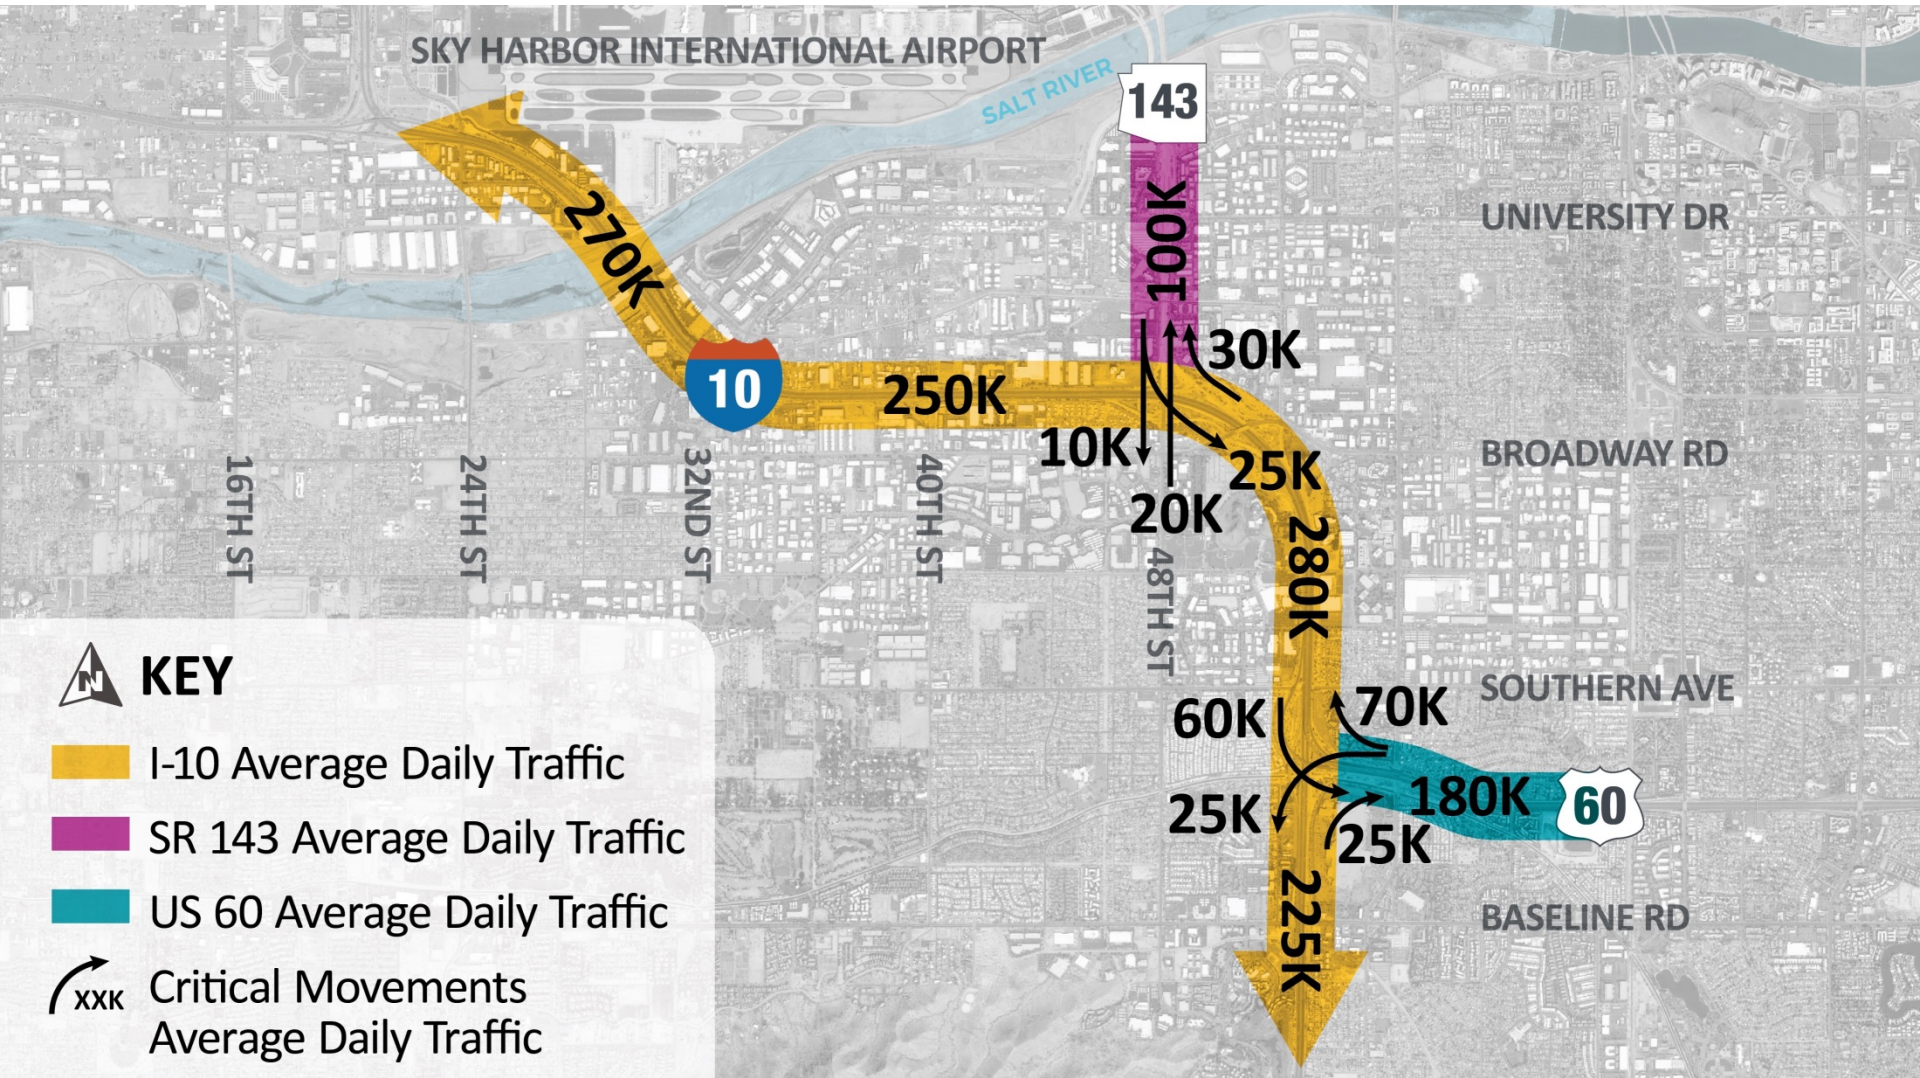 SKY HARBOR INTERNATIONAL AIRPORT
SALT RIVER
143
UNIVERSITY DR
100K
270K
30K
10
250K
10K
25K
20K
BROADWAY RD
16TH ST
24TH ST
32ND ST
40TH ST
48TH ST
280K
SOUTHERN AVE
60K
70K
25K
180K
60
25K
225K
BASELINE RD
N
KEY
I-10 Average Daily Traffic
SR 143 Average Daily Traffic
US 60 Average Daily Traffic
XXK
Critical Movements
Average Daily Traffic